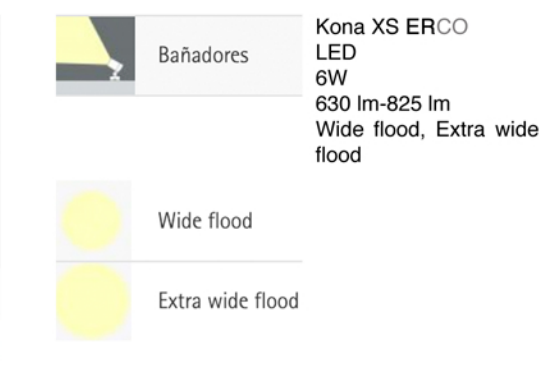 Bañadores
Kona XS ERCO
LED
6W
630 lm-825 lm
Wide flood, Extra wide
flood
Wide flood
Extra wide flood